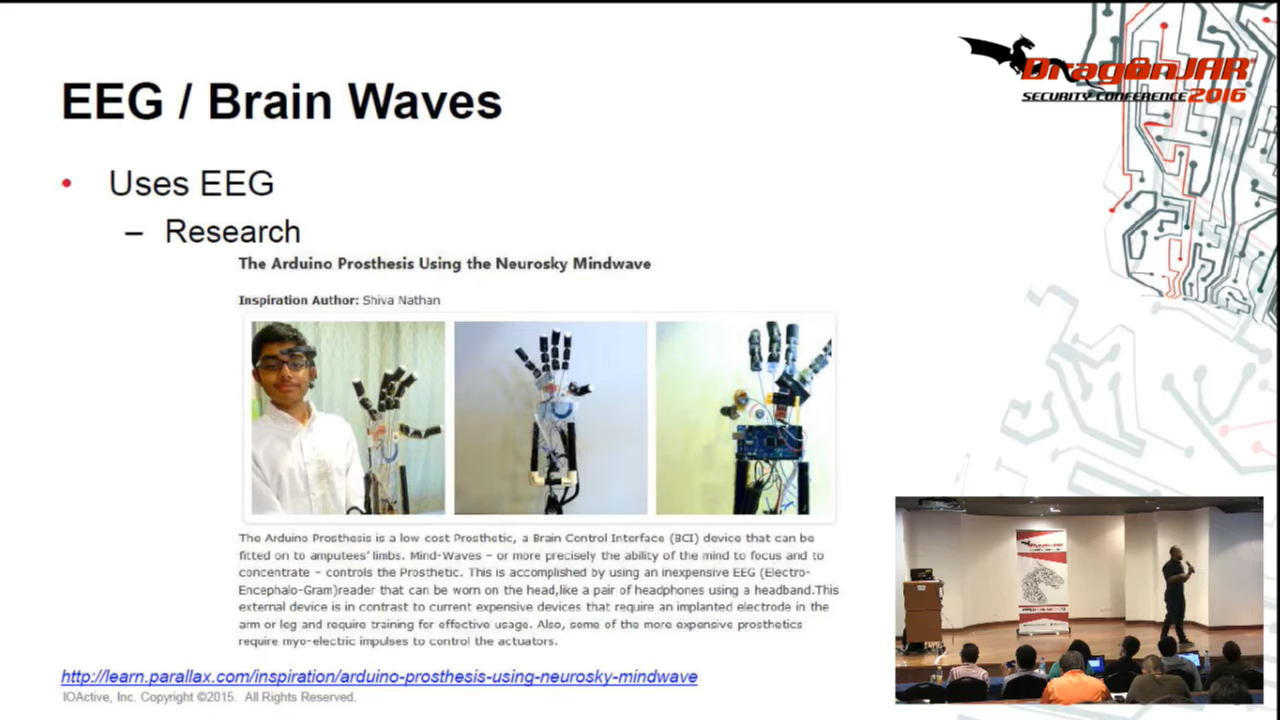 EEG / Brain Waves
DragonJAR
SECURITY CONFERENCE 2016
• Uses EEG
– Research
The Arduino Prosthesis Using the Neurosky Mindwave
Inspiration Author: Shiva Nathan
The Arduino Prosthesis is a low cost Prosthetic, a Brain Control Interface (BCI) device that can be
fitted on to amputees' limbs. Mind-Waves – or more precisely the ability of the mind to focus and to
concentrate – controls the Prosthetic. This is accomplished by using an inexpensive EEG (Electro-
Encephalo-Gram)reader that can be worn on the head,like a pair of headphones using a headband.This
external device is in contrast to current expensive devices that require an implanted electrode in the
arm or leg and require training for effective usage. Also, some of the more expensive prosthetics
require myo-electric impulses to control the actuators.
http://learn.parallax.com/inspiration/arduino-prosthesis-using-neurosky-mindwave
IOActive, Inc. Copyright ©2015. All Rights Reserved.